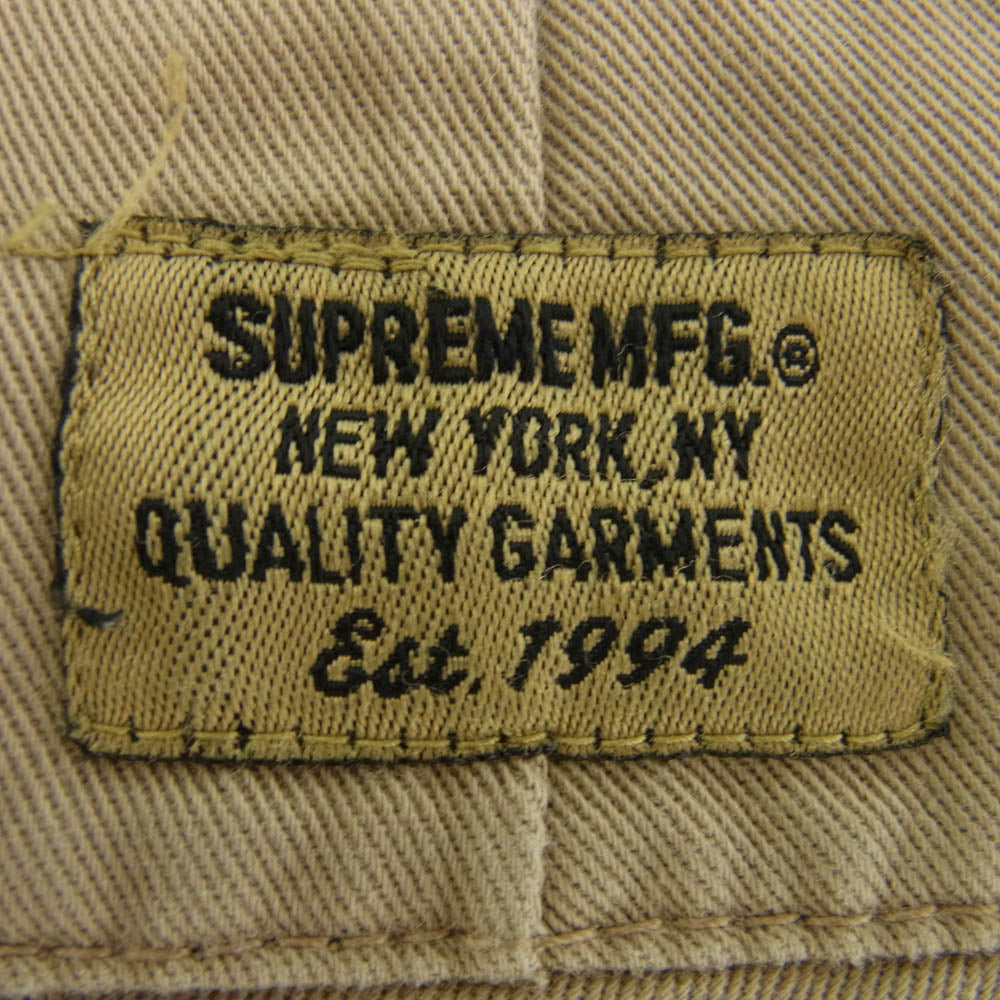 SUPREME MFG.®
NEW YORK, NY
QUALITY GARMENTS
Est. 1994